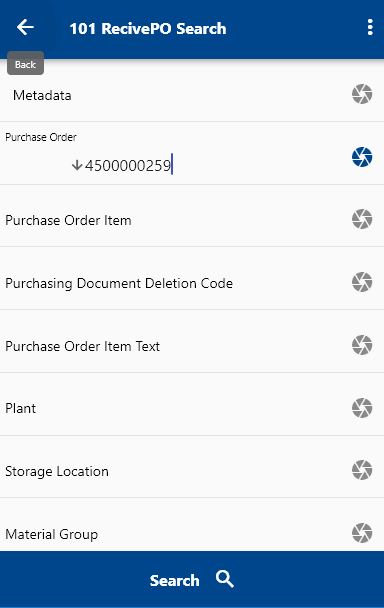 101 RecivePO Search
Back
Metadata
Purchase Order
4500000259
Purchase Order Item
Purchasing Document Deletion Code
Purchase Order Item Text
Plant
Storage Location
Material Group
Search